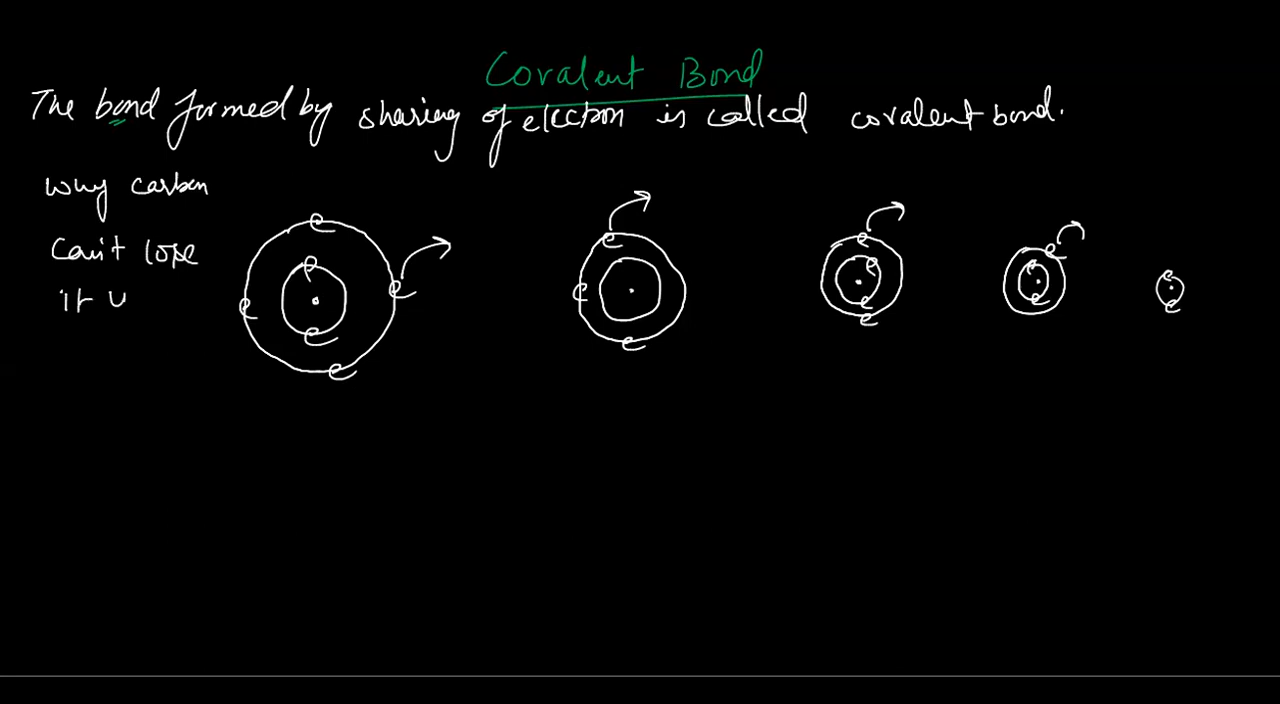 Covalent Bond
The bond formed by sharing of electron is called covalent bond.
Why carbon
Can't lose
it 4
e e e e e e
e e e
e e e e
e e e
e e